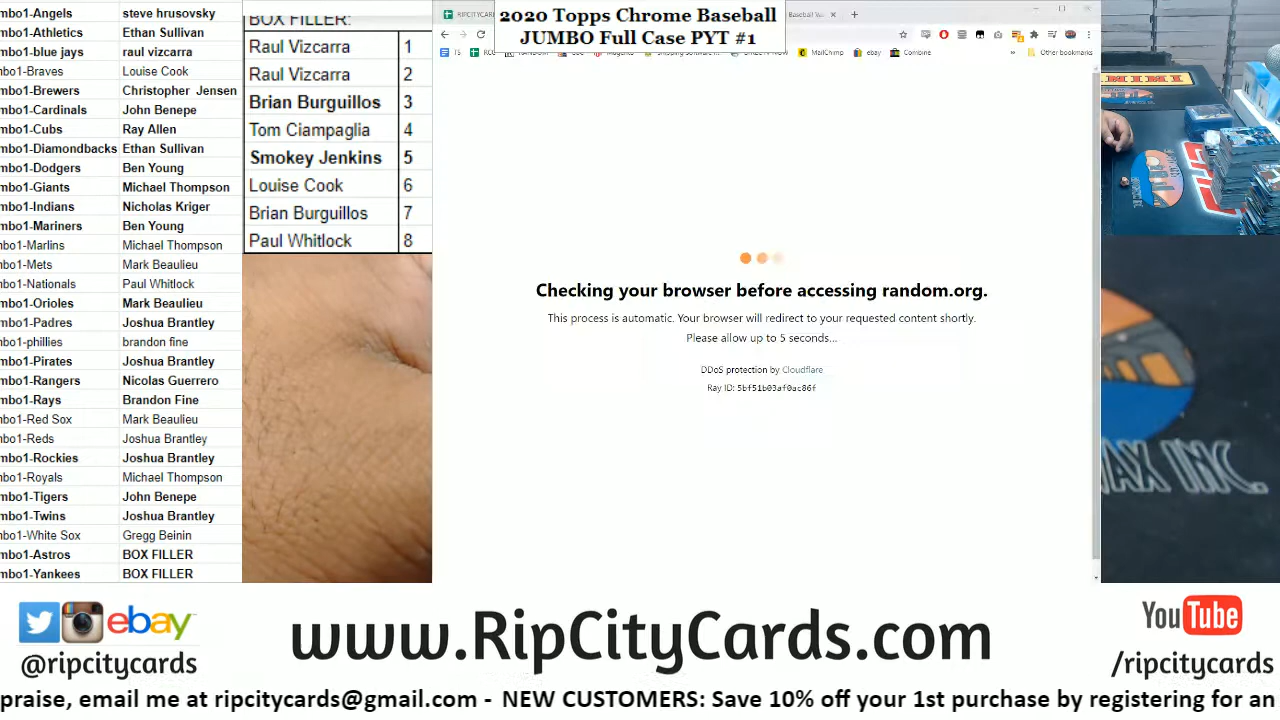 mbo1-Angels steve hrusovsky
mbo1-Athletics Ethan Sullivan
mbo1-blue jays raul vizcarra
mbo1-Braves Louise Cook
mbo1-Brewers Christopher Jensen
mbo1-Cardinals John Benepe
mbo1-Cubs Ray Allen
mbo1-Diamondbacks Ethan Sullivan
mbo1-Dodgers Ben Young
mbo1-Giants Michael Thompson
mbo1-Indians Nicholas Kriger
mbo1-Mariners Ben Young
mbo1-Marlins Michael Thompson
mbo1-Mets Mark Beaulieu
mbo1-Nationals Paul Whitlock
mbo1-Orioles Mark Beaulieu
mbo1-Padres Joshua Brantley
mbo1-phillies brandon fine
mbo1-Pirates Joshua Brantley
mbo1-Rangers Nicolas Guerrero
mbo1-Rays Brandon Fine
mbo1-Red Sox Mark Beaulieu
mbo1-Reds Joshua Brantley
mbo1-Rockies Joshua Brantley
mbo1-Royals Michael Thompson
mbo1-Tigers John Benepe
mbo1-Twins Joshua Brantley
mbo1-White Sox Gregg Beinin
mbo1-Astros BOX FILLER
mbo1-Yankees BOX FILLER
BOX FILLER:
Raul Vizcarra 1
Raul Vizcarra 2
Brian Burguillos 3
Tom Ciampaglia 4
Smokey Jenkins 5
Louise Cook 6
Brian Burguillos 7
Paul Whitlock 8
RIPCITYCARDS
2020 Topps Chrome Baseball
JUMBO Full Case PYT #1
Baseball
TS
MailChimp
ebay
Combine
Other bookmarks
Checking your browser before accessing random.org.
This process is automatic. Your browser will redirect to your requested content shortly.
Please allow up to 5 seconds...
DDoS protection by Cloudflare
Ray ID: 5bf51b03af0ac86f
MIMI
AX INC.
ebay
@ripcitycards
www.RipCityCards.com
YouTube
/ripcitycards
praise, email me at ripcitycards@gmail.com - NEW CUSTOMERS: Save 10% off your 1st purchase by registering for an